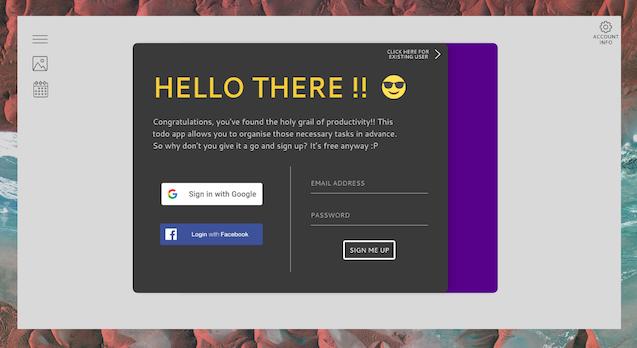 ACCOUNT
INFO
CLICK HERE FOR
EXISTING USER
HELLO THERE !! 😎
Congratulations, you've found the holy grail of productivity!! This
todo app allows you to organise those necessary tasks in advance.
So why don't you give it a go and sign up? It's free anyway :P
Sign in with Google
Login with Facebook
EMAIL ADDRESS
PASSWORD
SIGN ME UP